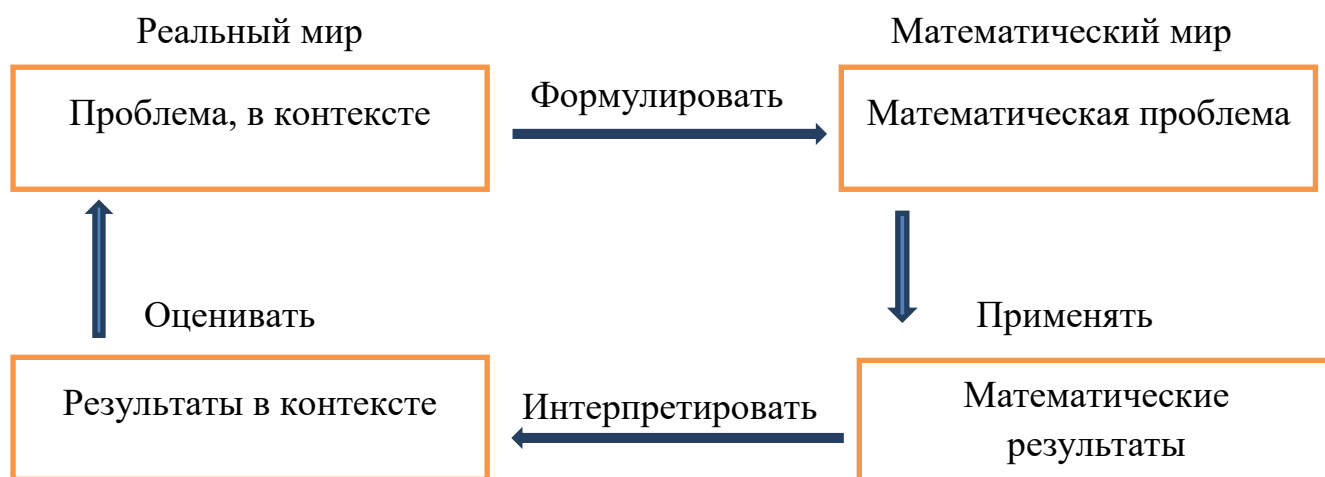 Реальный мир
Математический мир
Проблема, в контексте
Формулировать
Математическая проблема
Оценивать
Применять
Результаты в контексте
Интерпретировать
Математические
результаты